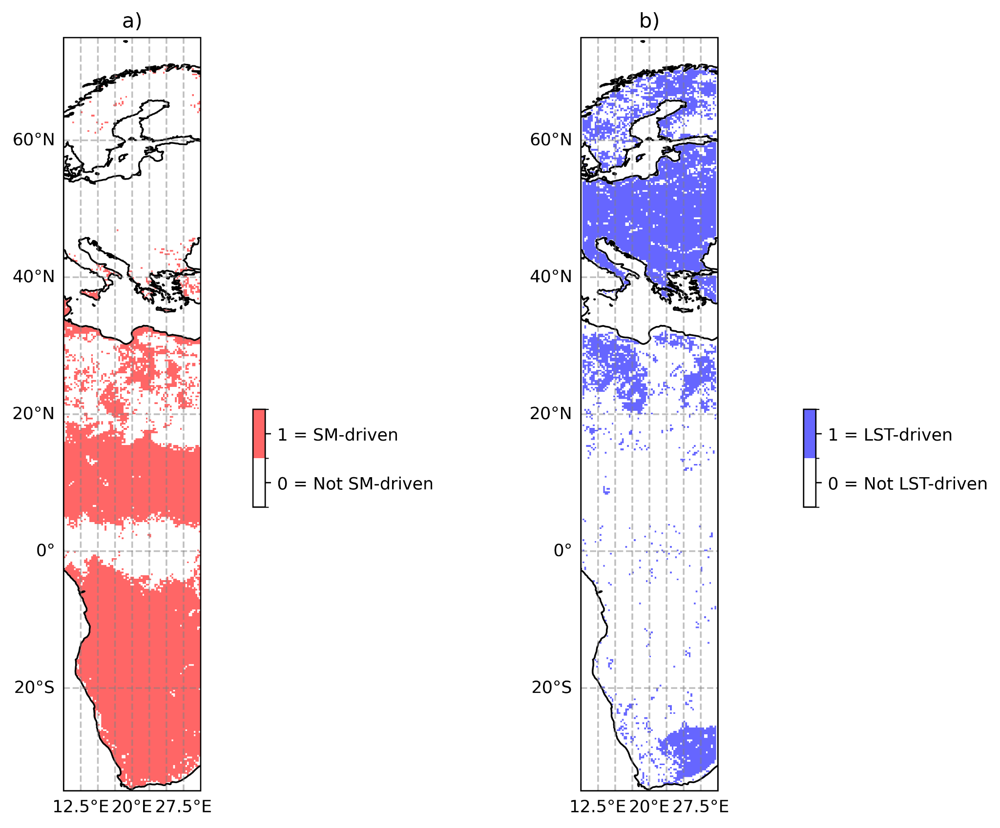 a)
60°N
40°N
20°N
0°
20°S
12.5°E 20°E 27.5°E
1 = SM-driven
0 = Not SM-driven
b)
60°N
40°N
20°N
0°
20°S
12.5°E 20°E 27.5°E
1 = LST-driven
0 = Not LST-driven